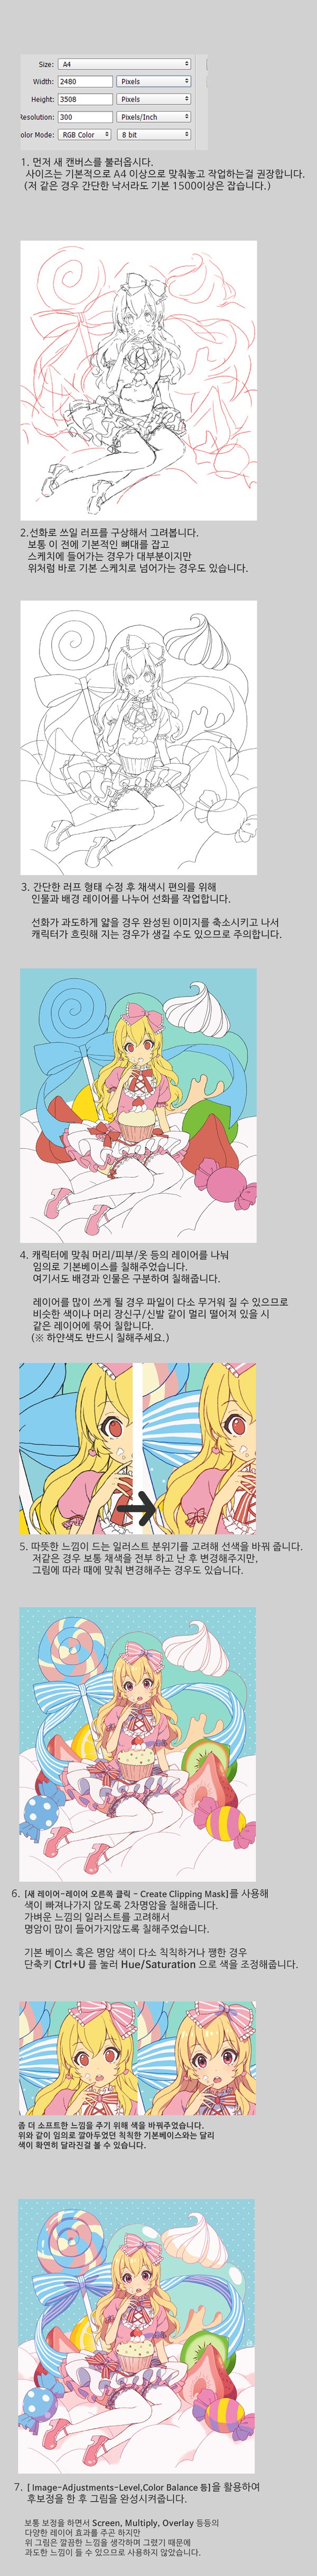 Size: A4
Width: 2480 Pixels
Height: 3508 Pixels
Resolution: 300 Pixels/Inch
olor Mode: RGB Color 8 bit
1. 먼저 새 캔버스를 불러옵시다.
사이즈는 기본적으로 A4 이상으로 맞춰놓고 작업하는걸 권장합니다.
(저 같은 경우 간단한 낙서라도 기본 1500이상은 잡습니다.)
2.선화로 쓰일 러프를 구상해서 그려봅니다.
보통 이 전에 기본적인 뼈대를 잡고
스케치에 들어가는 경우가 대부분이지만
위처럼 바로 기본 스케치로 넘어가는 경우도 있습니다.
3. 간단한 러프 형태 수정 후 채색시 편의를 위해
인물과 배경 레이어를 나누어 선화를 작업합니다.
선화가 과도하게 얇을 경우 완성된 이미지를 축소시키고 나서
캐릭터가 흐릿해 지는 경우가 생길 수도 있으므로 주의합니다.
4. 캐릭터에 맞춰 머리/피부/옷 등의 레이어를 나눠
임의로 기본베이스를 칠해주었습니다.
여기서도 배경과 인물은 구분하여 칠해줍니다.
레이어를 많이 쓰게 될 경우 파일이 다소 무거워 질 수 있으므로
비슷한 색이나 머리 장신구/신발 같이 멀리 떨어져 있을 시
같은 레이어에 묶어 칠합니다.
(※ 하얀색도 반드시 칠해주세요.)
5. 따뜻한 느낌이 드는 일러스트 분위기를 고려해 선색을 바꿔 줍니다.
저같은 경우 보통 채색을 전부 하고 난 후 변경해주지만,
그림에 따라 때에 맞춰 변경해주는 경우도 있습니다.
6. [새 레이어-레이어 오른쪽 클릭 - Create Clipping Mask]를 사용해
색이 빠져나가지 않도록 2차명암을 칠해줍니다.
가벼운 느낌의 일러스트를 고려해서
명암이 많이 들어가지않도록 칠해주었습니다.
기본 베이스 혹은 명암 색이 다소 칙칙하거나 쨍한 경우
단축키 Ctrl+U 를 눌러 Hue/Saturation 으로 색을 조정해줍니다.
좀 더 소프트한 느낌을 주기 위해 색을 바꿔주었습니다.
위와 같이 임의로 깔아두었던 칙칙한 기본베이스와는 달리
색이 확연히 달라진걸 볼 수 있습니다.
7. [ Image-Adjustments-Level,Color Balance 툴]을 활용하여
후보정을 한 후 그림을 완성시켜줍니다.
보통 보정을 하면서 Screen, Multiply, Overlay 등등의
다양한 레이어 효과를 주곤 하지만
위 그림은 깔끔한 느낌을 생각하며 그렸기 때문에
과도한 느낌이 들 수 있으므로 사용하지 않았습니다.